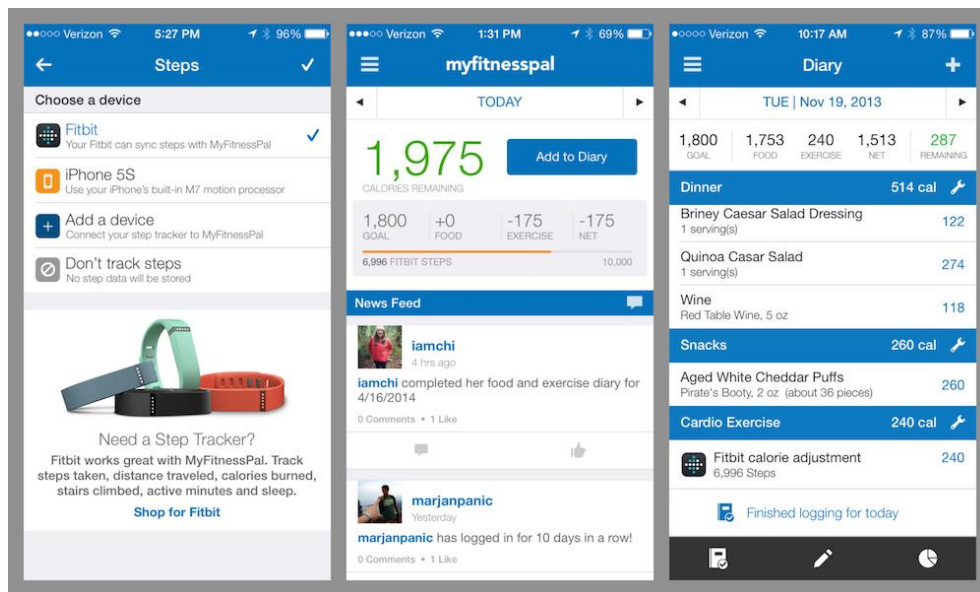 Verizon 5:27 PM 96%
Steps
Choose a device
Fitbit
Your Fitbit can sync steps with MyFitnessPal
iPhone 5S
Use your iPhone's built-in M7 motion processor
Add a device
Connect your step tracker to MyFitnessPal
Don't track steps
No step data will be stored
Need a Step Tracker?
Fitbit works great with MyFitnessPal. Track
steps taken, distance traveled, calories burned,
stairs climbed, active minutes and sleep.
Shop for Fitbit
Verizon 1:31 PM 69%
myfitnesspal
TODAY
1,975
CALORIES REMAINING
Add to Diary
1,800 +0 -175 -175
GOAL FOOD EXERCISE NET
6,996 FITBIT STEPS 10,000
News Feed
iamchi
4 hrs ago
iamchi completed her food and exercise diary for
4/16/2014
0 Comments • 1 Like
marjanpanic
Yesterday
marjanpanic has logged in for 10 days in a row!
0 Comments • 1 Like
Verizon 10:17 AM 87%
Diary
TUE | Nov 19, 2013
1,800 1,753 240 1,513 287
GOAL FOOD EXERCISE NET REMAINING
Dinner 514 cal
Briney Caesar Salad Dressing
1 serving(s) 122
Quinoa Casar Salad
1 serving(s) 274
Wine
Red Table Wine, 5 oz 118
Snacks 260 cal
Aged White Cheddar Puffs
Pirate's Booty, 2 oz (about 36 pieces) 260
Cardio Exercise 240 cal
Fitbit calorie adjustment 240
6,996 Steps
Finished logging for today